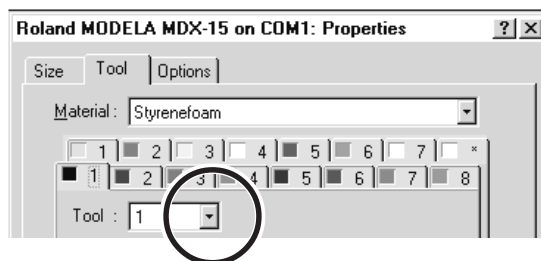 Roland MODELA MDX-15 on COM1: Properties
Size Tool Options
Material: Styrenefoam
1 2 3 4 5 6 7 *
1 2 3 4 5 6 7 8
Tool : 1